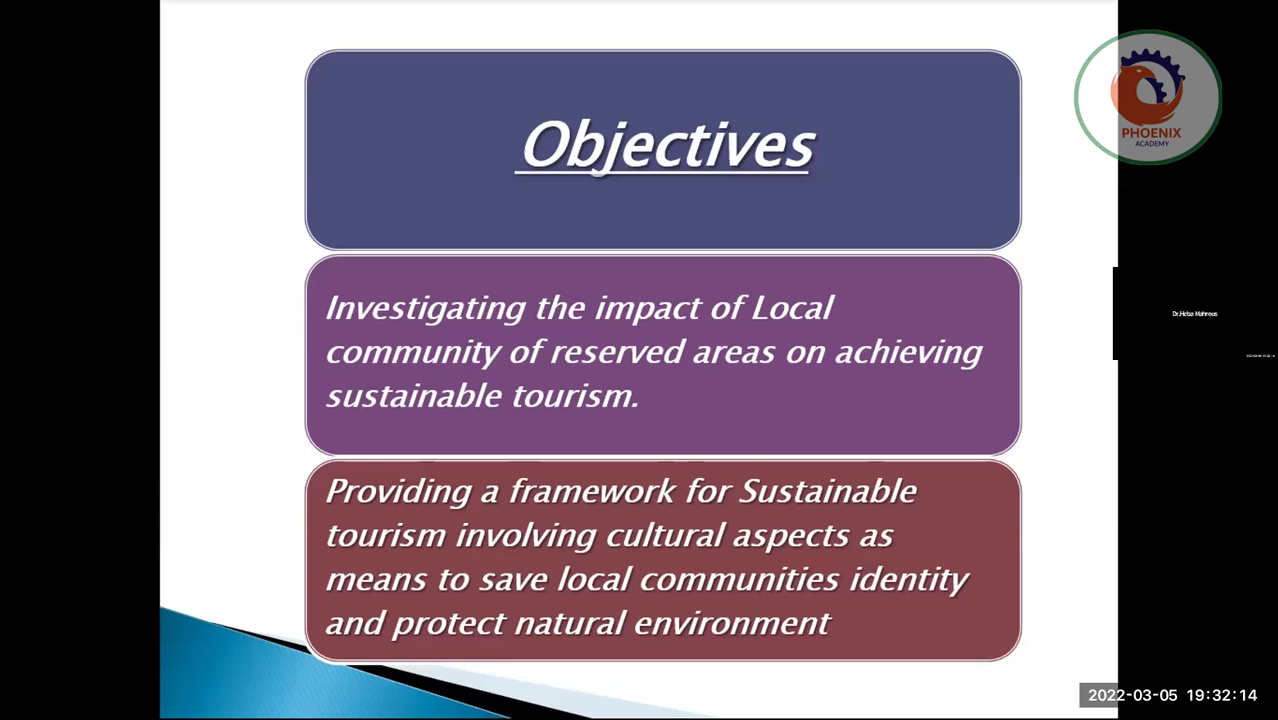 Objectives
Investigating the impact of Local
community of reserved areas on achieving
sustainable tourism.
Providing a framework for Sustainable
tourism involving cultural aspects as
means to save local communities identity
and protect natural environment
PHOENIX
ACADEMY
Dr.Heba Mahrous
2022-03-05 19:32:14